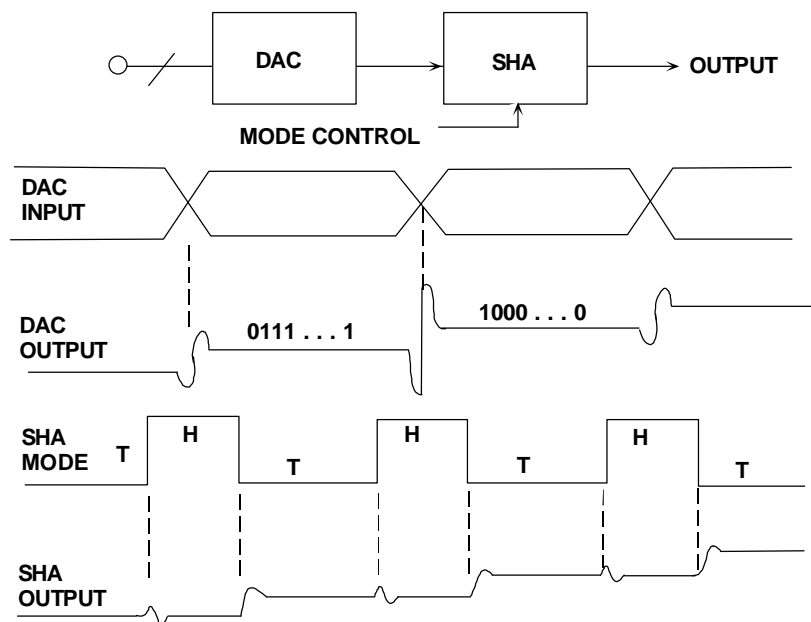 DAC
SHA
OUTPUT
MODE CONTROL
DAC
INPUT
DAC
OUTPUT
0111 . . . 1
1000 . . . 0
SHA
MODE
T
H
T
H
T
H
T
SHA
OUTPUT